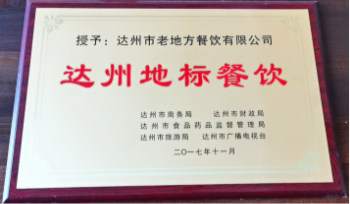 授予：达州市老地方餐饮有限公司
达州地标餐饮
达州市商务局 达州市财政局
达州市食品药品监督管理局
达州市旅游局 达州市广播电视台
二〇一七年十一月